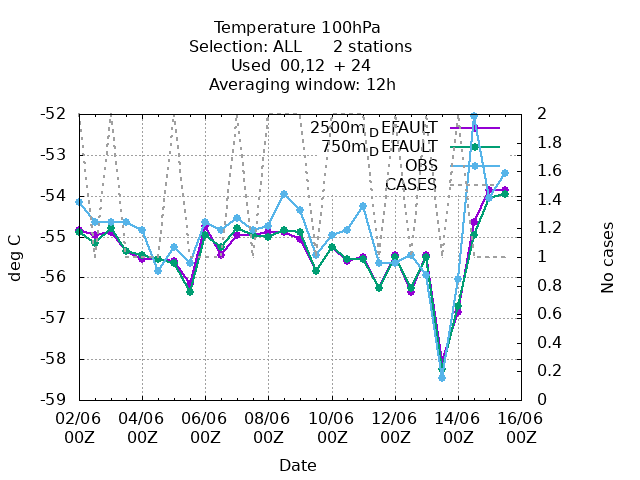 Temperature 100hPa
Selection: ALL 2 stations
Used 00,12 + 24
Averaging window: 12h
-52
-53
-54
-55
-56
-57
-58
-59
deg C
2500m_DEFAULT
750m_DEFAULT
OBS
CASES
2
1.8
1.6
1.4
1.2
1
0.8
0.6
0.4
0.2
0
No cases
02/06 04/06 06/06 08/06 10/06 12/06 14/06 16/06
00Z 00Z 00Z 00Z 00Z 00Z 00Z 00Z
Date